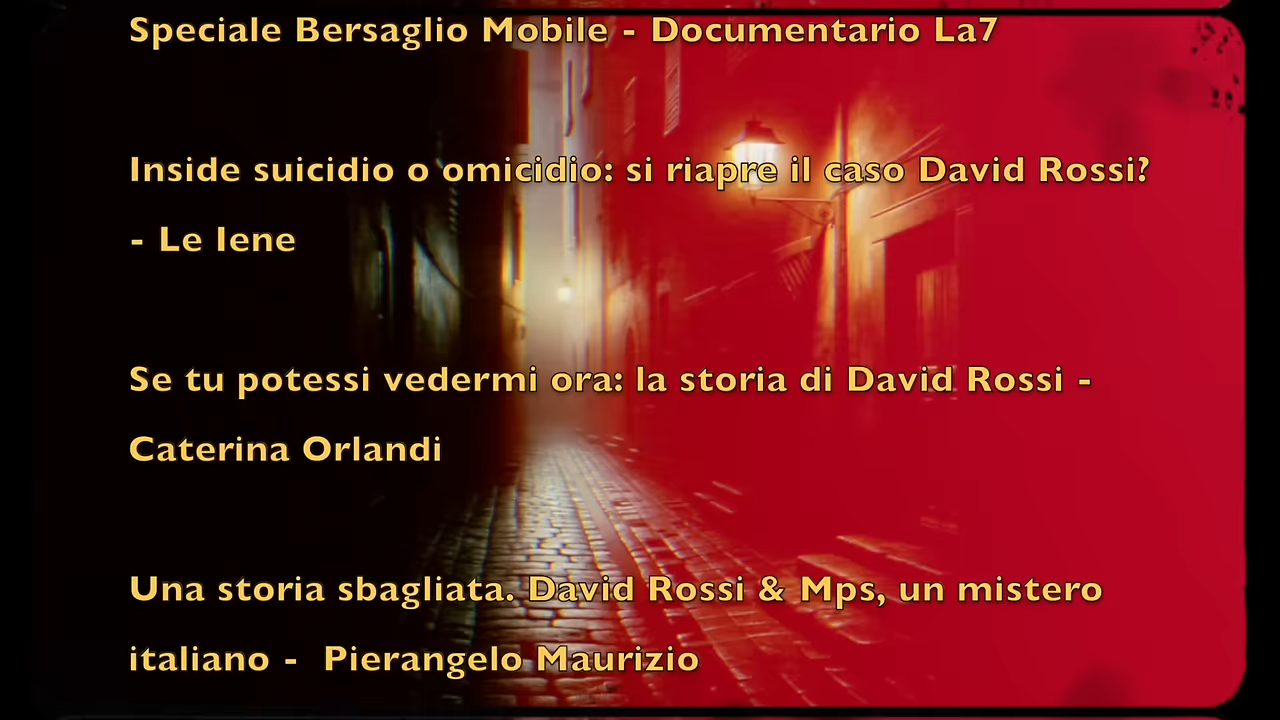 Speciale Bersaglio Mobile - Documentario La7
Inside suicidio o omicidio: si riapre il caso David Rossi?
- Le Iene
Se tu potessi vedermi ora: la storia di David Rossi -
Caterina Orlandi
Una storia sbagliata. David Rossi & Mps, un mistero
italiano -  Pierangelo Maurizio